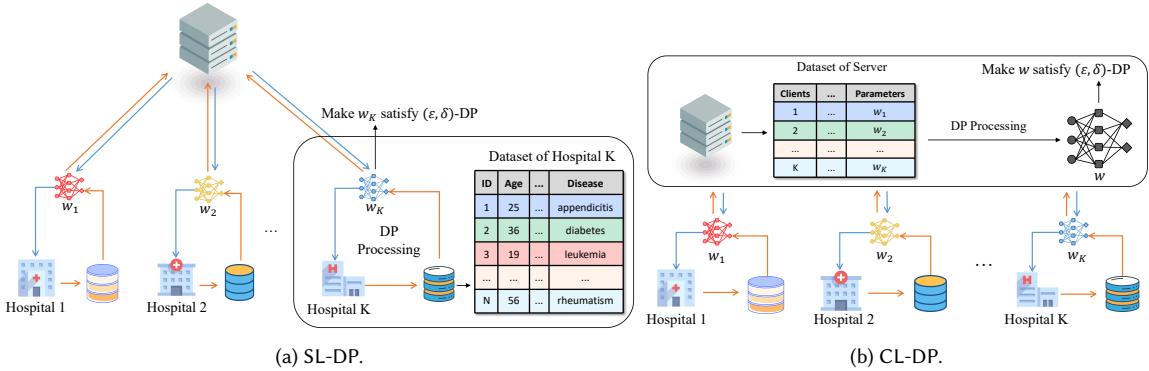 Make w_K satisfy (ε, δ)-DP
Dataset of Hospital K
ID Age ... Disease
1 25 ... appendicitis
2 36 ... diabetes
3 19 ... leukemia
... ... ...
N 56 ... rheumatism
w_1
w_2
...
w_K
DP
Processing
Hospital 1
Hospital 2
Hospital K
(a) SL-DP.
Dataset of Server
Make w satisfy (ε, δ)-DP
Clients ... Parameters
1 ... w_1
2 ... w_2
... ... ...
K ... w_K
DP Processing
w
w_1
w_2
...
w_K
Hospital 1
Hospital 2
Hospital K
(b) CL-DP.